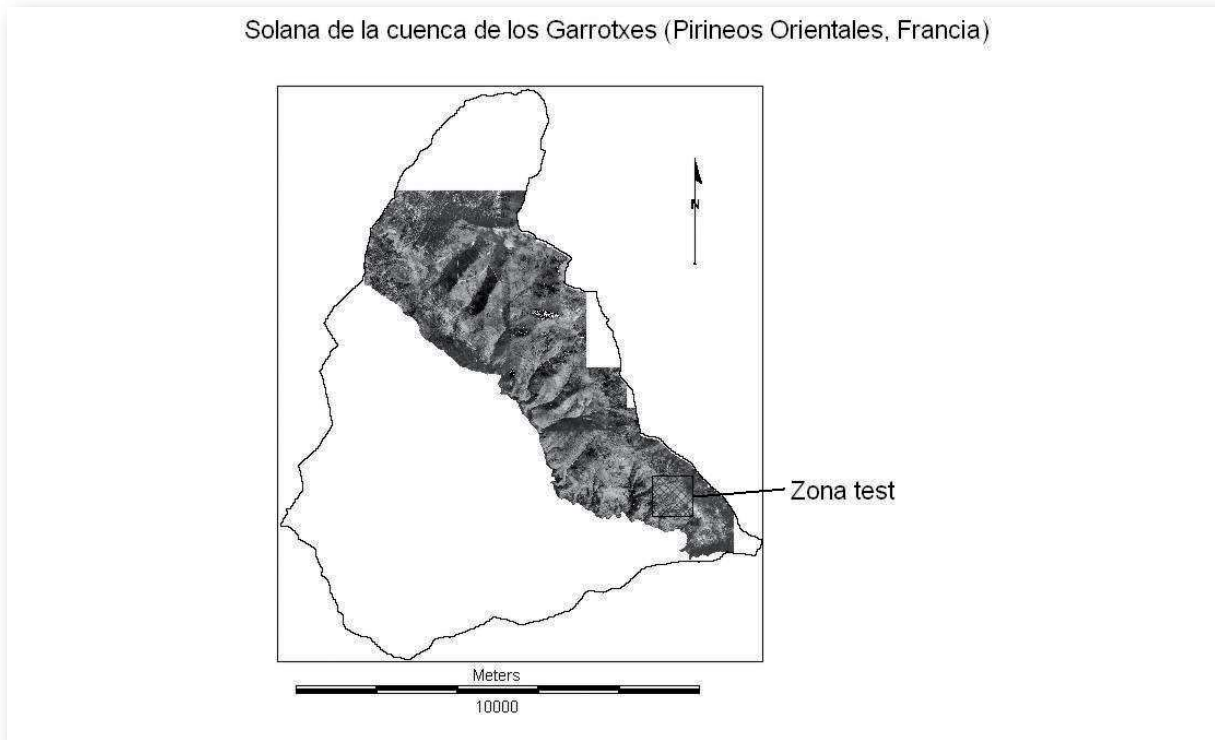 Solana de la cuenca de los Garrotxes (Pirineos Orientales, Francia)
N
Zona test
Meters
10000